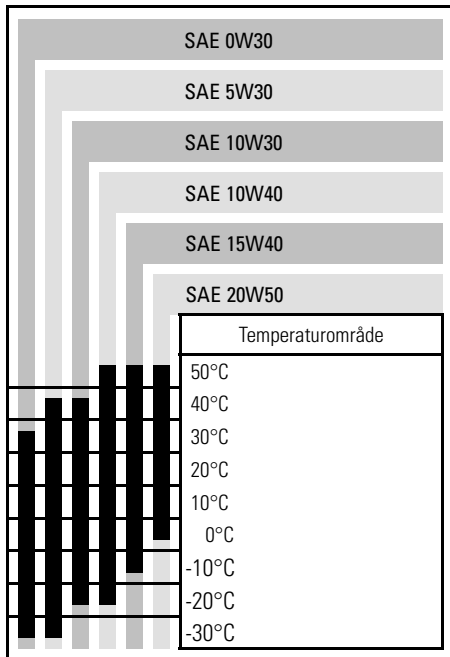 SAE 0W30
SAE 5W30
SAE 10W30
SAE 10W40
SAE 15W40
SAE 20W50
Temperaturområde
50°C
40°C
30°C
20°C
10°C
0°C
-10°C
-20°C
-30°C